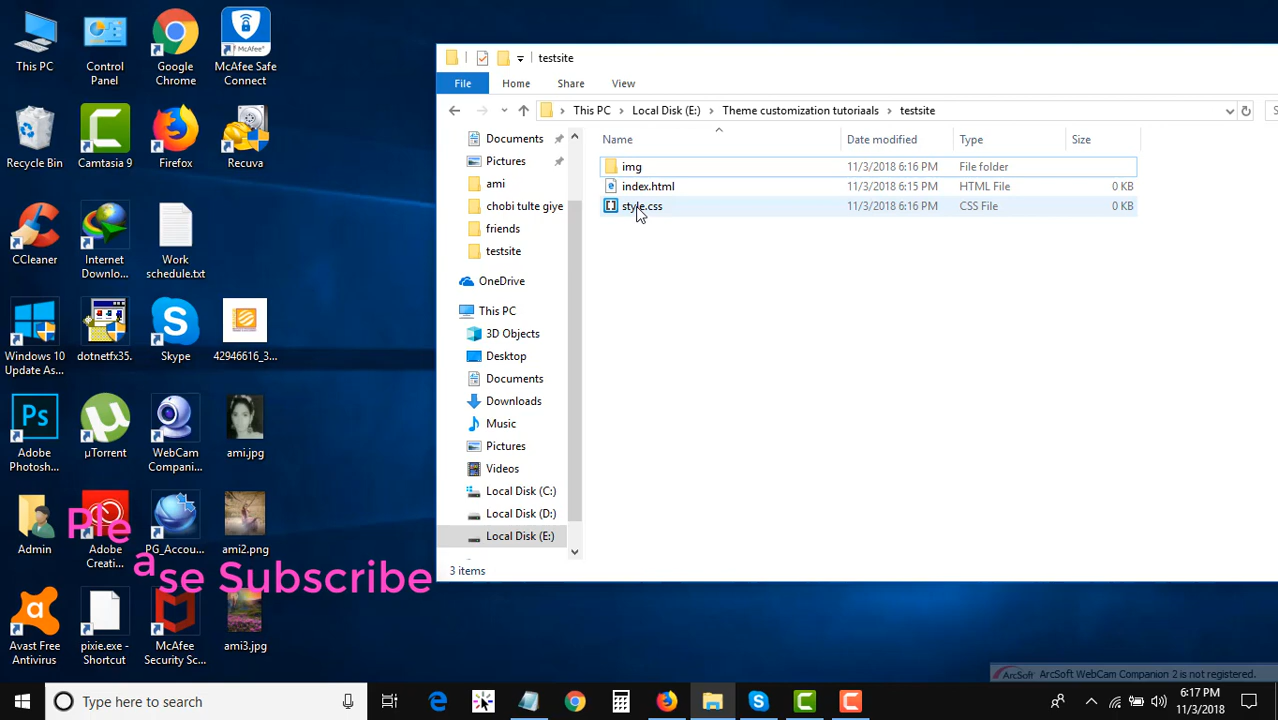 This PC
Control
Panel
Google
Chrome
McAfee
McAfee Safe
Connect
Recycle Bin
Camtasia 9
Firefox
Recuva
CCleaner
Internet
Downlo...
Work
schedule.txt
Windows 10
Update As...
dotnetfx35.
Skype
42946616_3...
Ps
Adobe
Photosh...
µTorrent
WebCam
Compani...
ami.jpg
Admin
Adobe
Creati...
PG_Accou...
ami2.png
Please Subscribe
Avast Free
Antivirus
pixie.exe -
Shortcut
McAfee
Security Sc...
ami3.jpg
testsite
File
Home
Share
View
This PC
Local Disk (E:)
Theme customization tutoriaals
testsite
S
Name
Date modified
Type
Size
img
11/3/2018 6:16 PM
File folder
index.html
11/3/2018 6:15 PM
HTML File
0 KB
style.css
11/3/2018 6:16 PM
CSS File
0 KB
Documents
Pictures
ami
chobi tulte giye
friends
testsite
OneDrive
This PC
3D Objects
Desktop
Documents
Downloads
Music
Pictures
Videos
Local Disk (C:)
Local Disk (D:)
Local Disk (E:)
3 items
ArcSoft
ArcSoft WebCam Companion 2 is not registered.
Type here to search
6:17 PM
11/3/2018